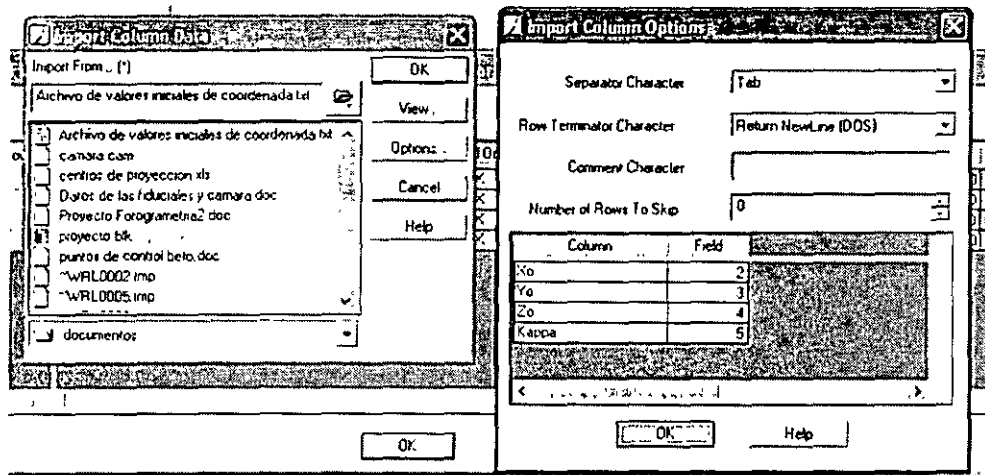 Import Column Data
Import From... (*)
Archivo de valores iniciales de coordenada.txt
Archivo de valores iniciales de coordenada.txt
camara.cam
centros de proyeccion.xls
Datos de las fiduciales y camara.doc
Proyecto Fotogrametria2.doc
proyecto.blk
puntos de control beto.doc
~WRL0002.tmp
~WRL0005.tmp
documentos
OK
View...
Options...
Cancel
Help
OK
Import Column Options
Separator Character
Tab
Row Terminator Character
Return NewLine (DOS)
Comment Character
Number of Rows To Skip
0
Column Field
Xo 2
Yo 3
Zo 4
Kappa 5
OK
Help